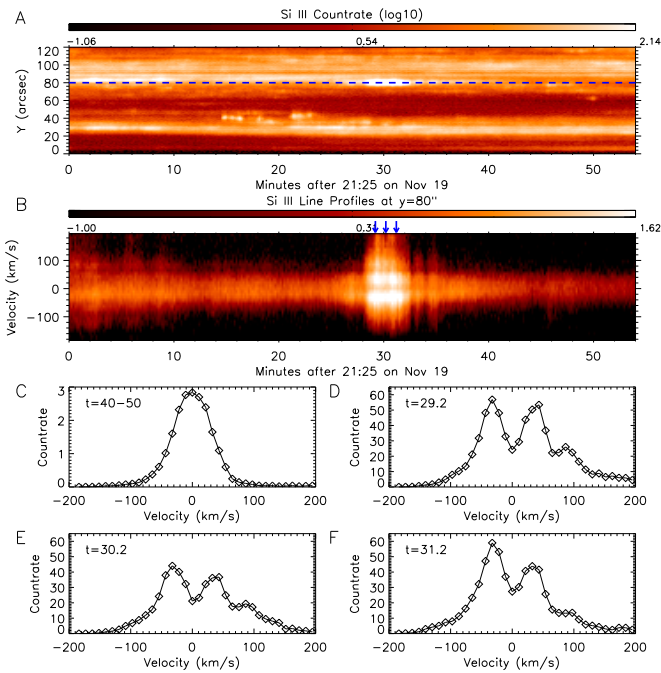 A
Si III Countrate (log10)
-1.06 0.54 2.14
Y (arcsec)
120
100
80
60
40
20
0
0 10 20 30 40 50
Minutes after 21:25 on Nov 19
B
Si III Line Profiles at y=80"
-1.00 0.31 1.62
Velocity (km/s)
100
0
-100
0 10 20 30 40 50
Minutes after 21:25 on Nov 19
C
t=40-50
Countrate
3
2
1
0
-200 -100 0 100 200
Velocity (km/s)
D
t=29.2
Countrate
60
50
40
30
20
10
0
-200 -100 0 100 200
Velocity (km/s)
E
t=30.2
Countrate
60
50
40
30
20
10
0
-200 -100 0 100 200
Velocity (km/s)
F
t=31.2
Countrate
60
50
40
30
20
10
0
-200 -100 0 100 200
Velocity (km/s)